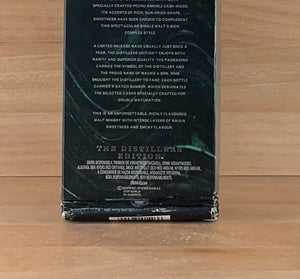 SPECIALLY CRAFTED PEDRO XIMENEZ CASK-WOOD.
ITS ACCENTS OF RICH, SUN-DRIED GRAPE
SWEETNESS HAVE BEEN CHOSEN TO COMPLEMENT
THIS SPECTACULAR SINGLE MALT'S RICH,
COMPLEX STYLE.
A LIMITED RELEASE MADE USUALLY JUST ONCE A
YEAR, THE DISTILLERS EDITION™ ENJOYS BOTH
RARITY AND SUPERIOR QUALITY. THE PACKAGING
CARRIES THE SYMBOL OF THE DISTILLERY AND
THE PROUD NAME OF MACKIE & SON, WHO
BROUGHT THE DISTILLERY TO FAME. EACH BOTTLE
CARRIES A BATCH NUMBER, WHICH DESIGNATES
THE SELECTED CASKS SPECIALLY CRAFTED FOR
DOUBLE MATURATION.
THIS IS AN UNFORGETTABLE, RICHLY FLAVOURED
MALT WHISKY WITH INTENSE LAYERS OF RAISIN
SWEETNESS AND SMOKY FLAVOUR.
THE DISTILLERS
EDITION™